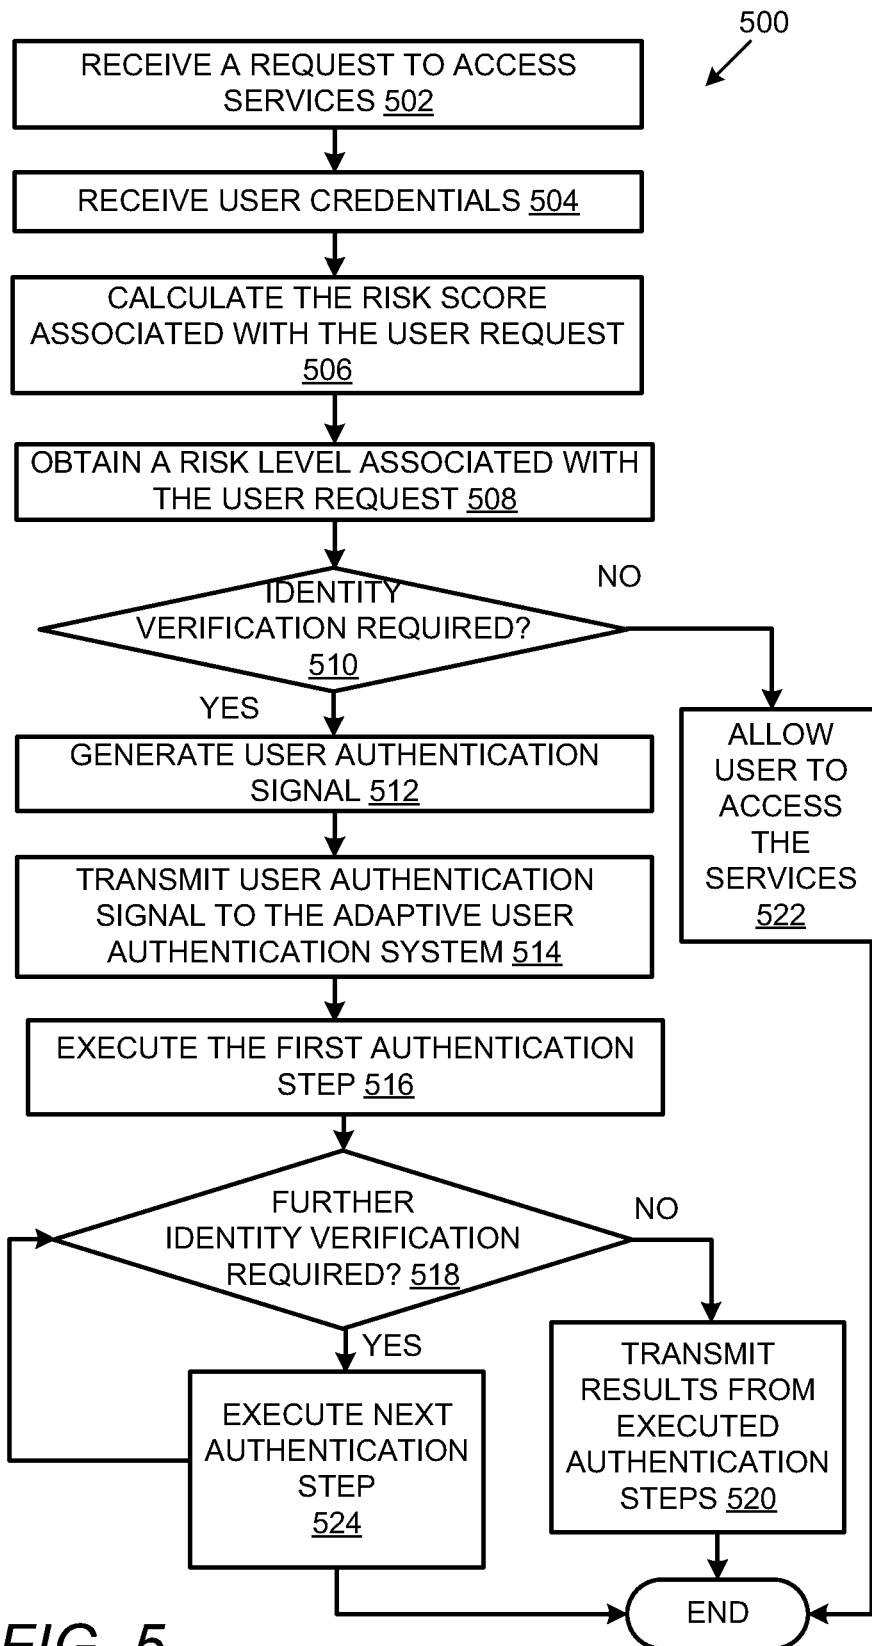 500
RECEIVE A REQUEST TO ACCESS
SERVICES 502
RECEIVE USER CREDENTIALS 504
CALCULATE THE RISK SCORE
ASSOCIATED WITH THE USER REQUEST
506
OBTAIN A RISK LEVEL ASSOCIATED WITH
THE USER REQUEST 508
IDENTITY
VERIFICATION REQUIRED?
510
NO
YES
GENERATE USER AUTHENTICATION
SIGNAL 512
ALLOW
USER TO
ACCESS
THE
SERVICES
522
TRANSMIT USER AUTHENTICATION
SIGNAL TO THE ADAPTIVE USER
AUTHENTICATION SYSTEM 514
EXECUTE THE FIRST AUTHENTICATION
STEP 516
FURTHER
IDENTITY VERIFICATION
REQUIRED? 518
NO
YES
EXECUTE NEXT
AUTHENTICATION
STEP
524
TRANSMIT
RESULTS FROM
EXECUTED
AUTHENTICATION
STEPS 520
END
FIG. 5